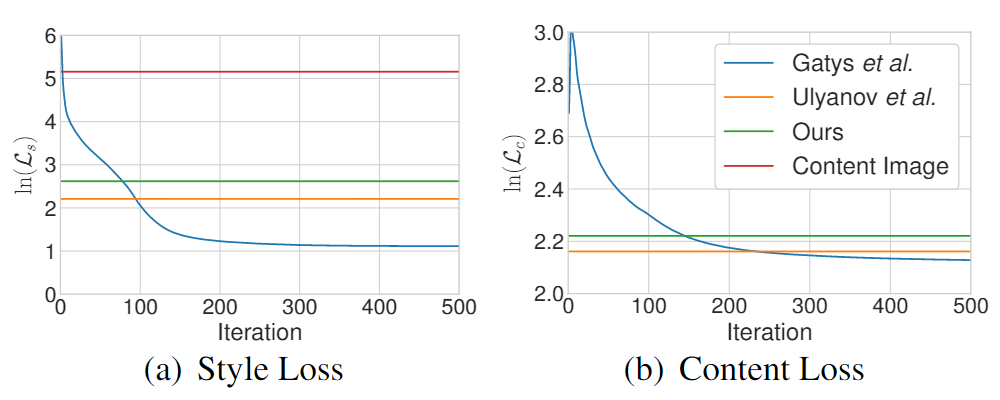 6
5
4
3
2
1
0
ln(ℒₛ)
0 100 200 300 400 500
Iteration
(a) Style Loss
3.0
2.8
2.6
2.4
2.2
2.0
ln(ℒ_c)
Gatys et al.
Ulyanov et al.
Ours
Content Image
0 100 200 300 400 500
Iteration
(b) Content Loss